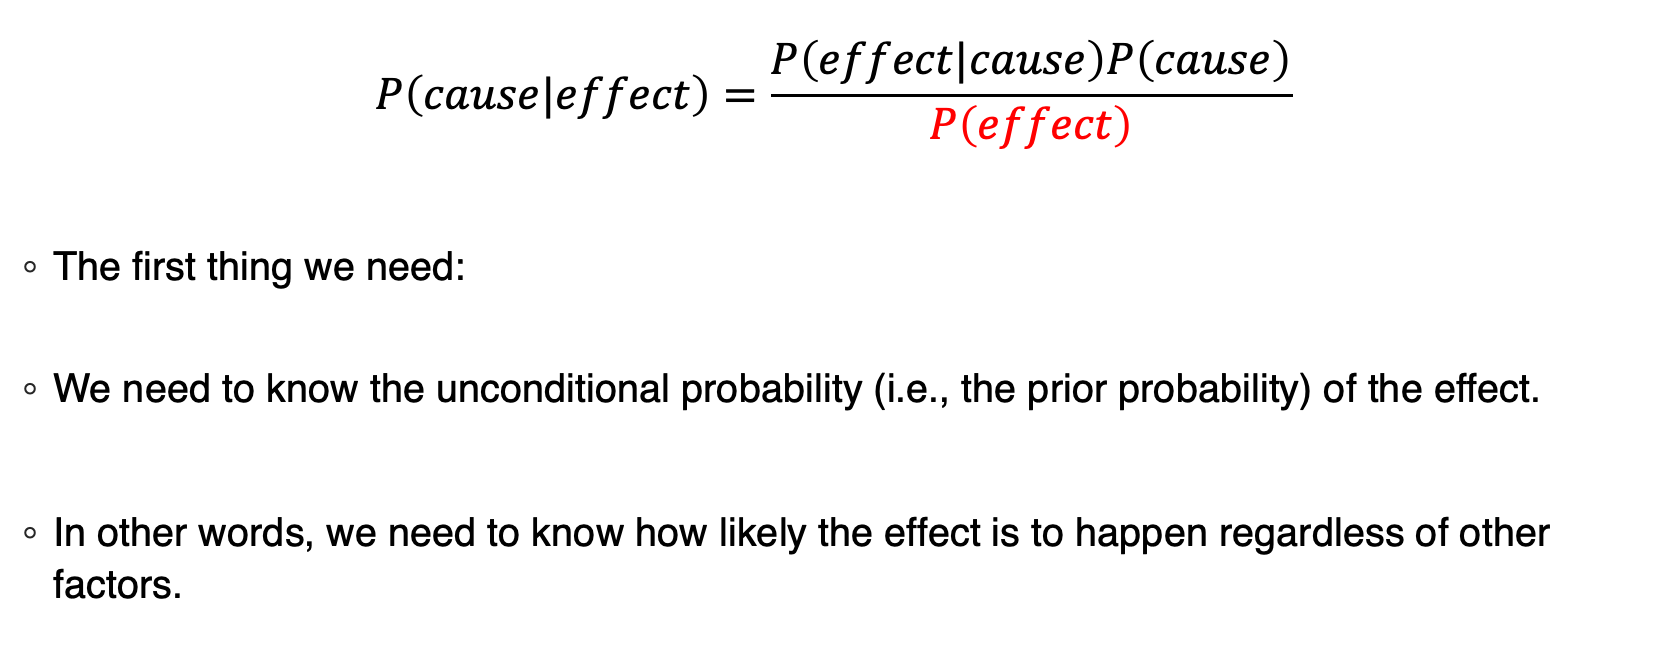 P(cause|effect) = P(effect|cause)P(cause) / P(effect)
◦ The first thing we need:
◦ We need to know the unconditional probability (i.e., the prior probability) of the effect.
◦ In other words, we need to know how likely the effect is to happen regardless of other
factors.